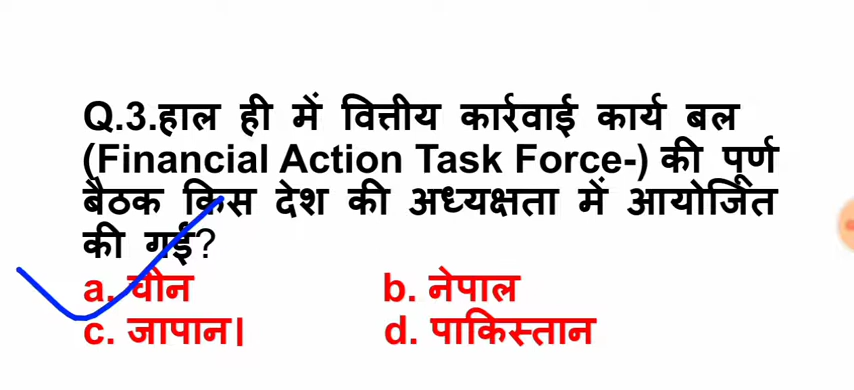 Q.3.हाल ही में वित्तीय कार्रवाई कार्य बल
(Financial Action Task Force-) की पूर्ण
बैठक किस देश की अध्यक्षता में आयोजित
की गई?
a. चीन b. नेपाल
c. जापान। d. पाकिस्तान